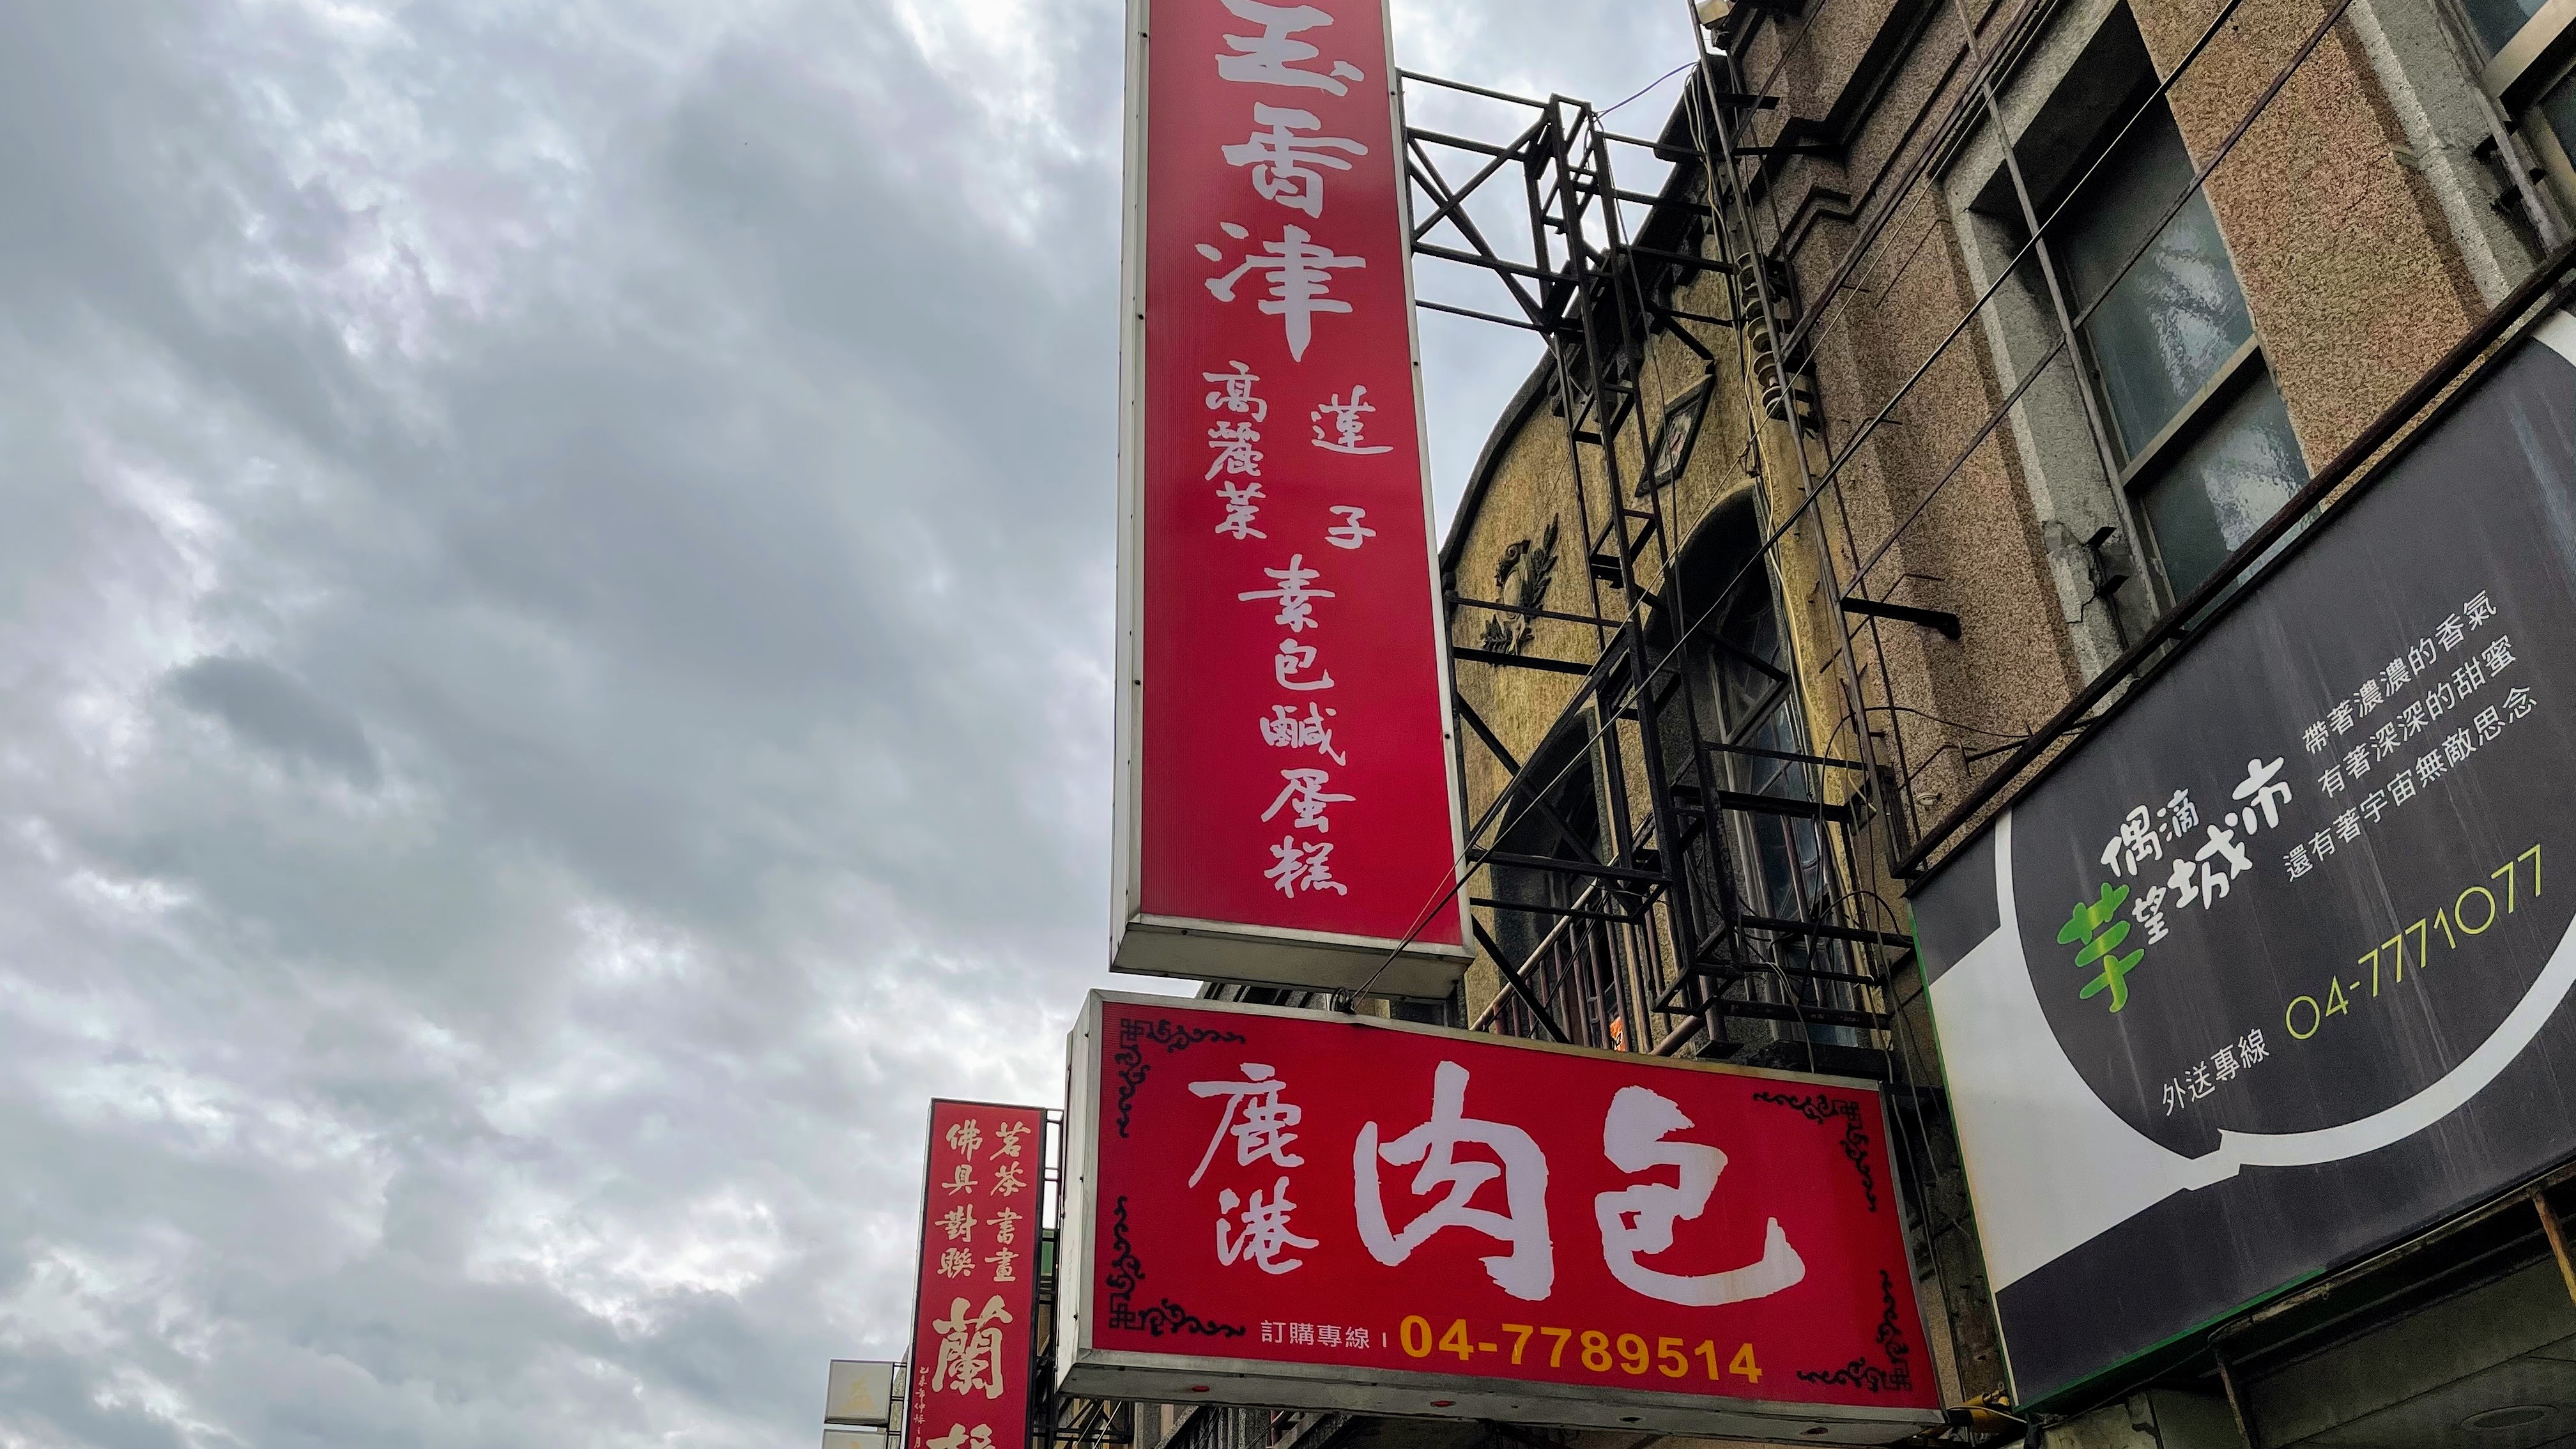 玉香津
蓮子
高麗菜
素包鹹蛋糕
鹿港
肉包
訂購專線：04-7789514
茗茶書畫
佛具對聯
蘭
偶滴
芋望城市
帶著濃濃的香氣
有著深深的甜蜜
還有著宇宙無敵思念
外送專線 04-7771077